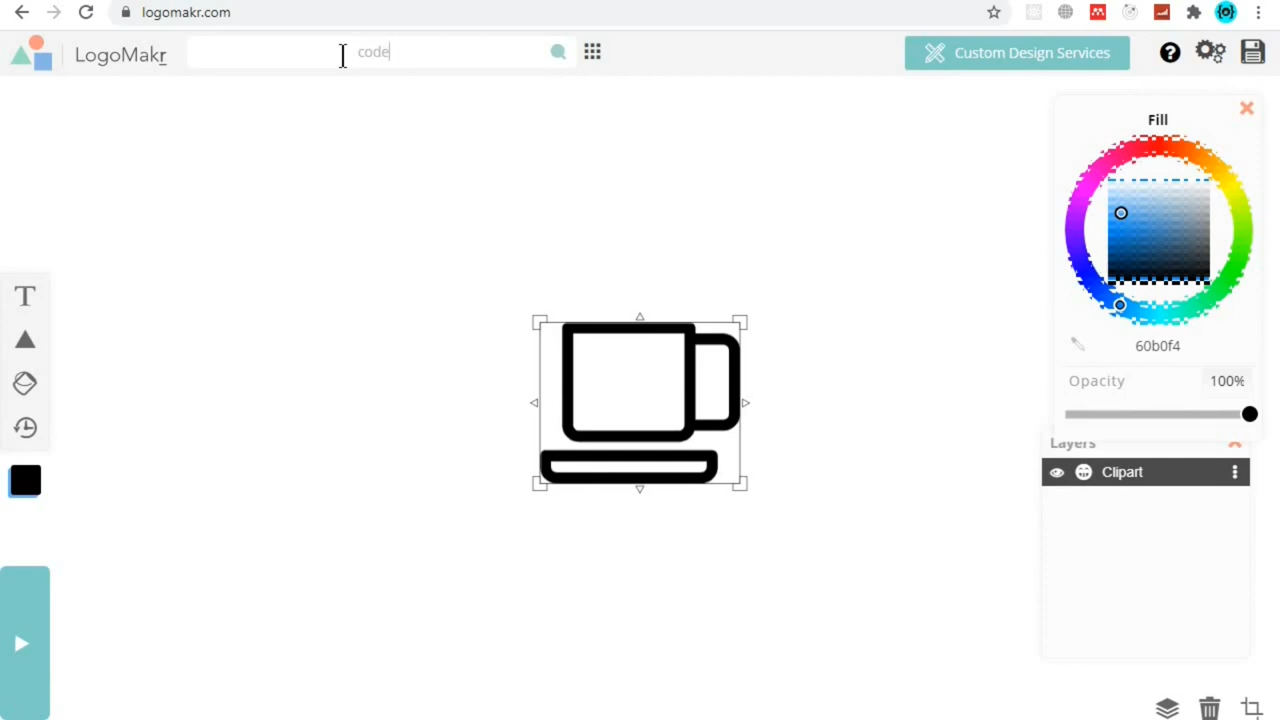 logomakr.com
LogoMakr
code
Custom Design Services
Fill
60b0f4
Opacity 100%
Layers
Clipart